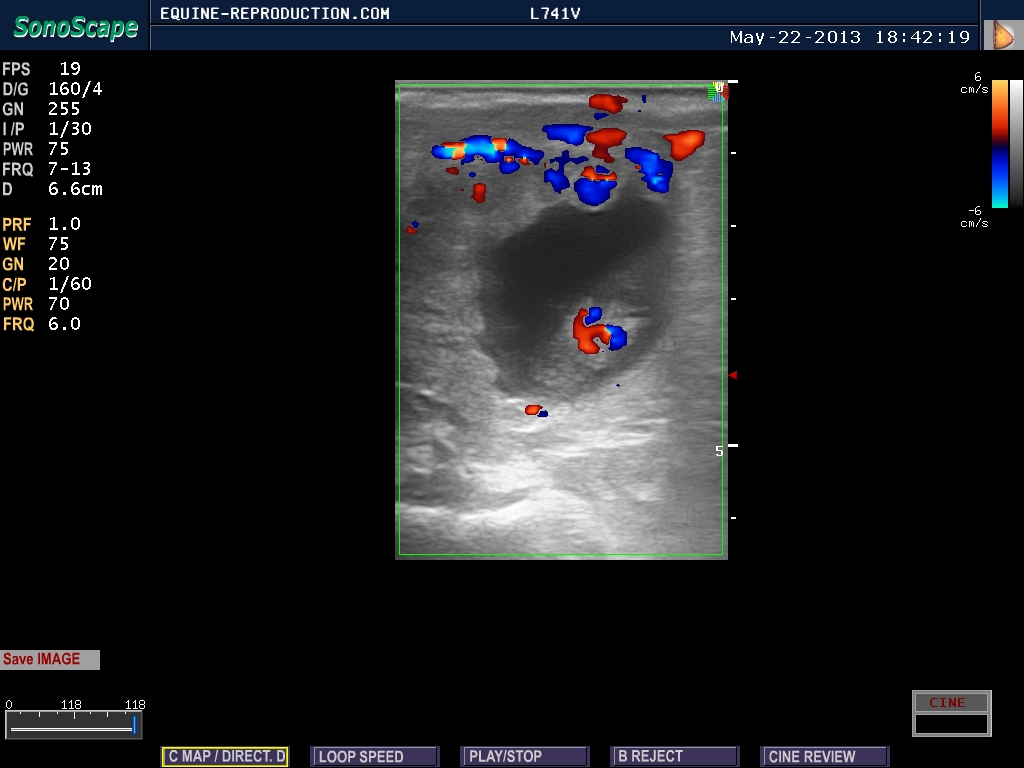 SonoScape
EQUINE-REPRODUCTION.COM L741V
May-22-2013 18:42:19
FPS 19
D/G 160/4
GN 255
I/P 1/30
PWR 75
FRQ 7-13
D 6.6cm
PRF 1.0
WF 75
GN 20
C/P 1/60
PWR 70
FRQ 6.0
0
5
6
cm/s
-6
cm/s
Save IMAGE
0 118 118
CINE
C MAP / DIRECT. D LOOP SPEED PLAY/STOP B REJECT CINE REVIEW